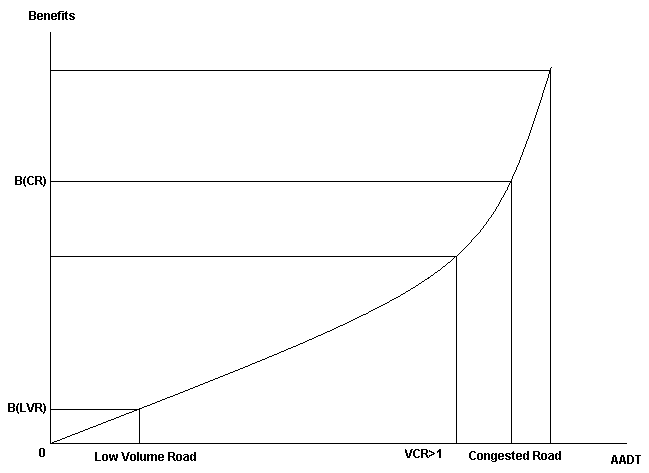 Benefits
B(CR)
B(LVR)
0
Low Volume Road
VCR>1
Congested Road
AADT